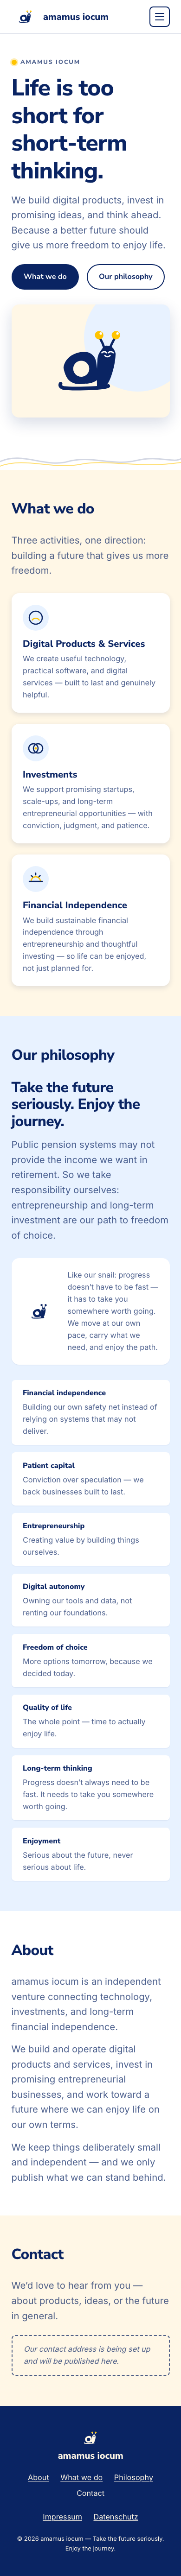 amamus iocum
AMAMUS IOCUM
Life is too
short for
short-term
thinking.
We build digital products, invest in
promising ideas, and think ahead.
Because a better future should
give us more freedom to enjoy life.
What we do
Our philosophy
What we do
Three activities, one direction:
building a future that gives us more
freedom.
Digital Products & Services
We create useful technology,
practical software, and digital
services — built to last and genuinely
helpful.
Investments
We support promising startups,
scale-ups, and long-term
entrepreneurial opportunities — with
conviction, judgment, and patience.
Financial Independence
We build sustainable financial
independence through
entrepreneurship and thoughtful
investing — so life can be enjoyed,
not just planned for.
Our philosophy
Take the future
seriously. Enjoy the
journey.
Public pension systems may not
provide the income we want in
retirement. So we take
responsibility ourselves:
entrepreneurship and long-term
investment are our path to freedom
of choice.
Like our snail: progress
doesn't have to be fast —
it has to take you
somewhere worth going.
We move at our own
pace, carry what we
need, and enjoy the path.
Financial independence
Building our own safety net instead of
relying on systems that may not
deliver.
Patient capital
Conviction over speculation — we
back businesses built to last.
Entrepreneurship
Creating value by building things
ourselves.
Digital autonomy
Owning our tools and data, not
renting our foundations.
Freedom of choice
More options tomorrow, because we
decided today.
Quality of life
The whole point — time to actually
enjoy life.
Long-term thinking
Progress doesn't always need to be
fast. It needs to take you somewhere
worth going.
Enjoyment
Serious about the future, never
serious about life.
About
amamus iocum is an independent
venture connecting technology,
investments, and long-term
financial independence.
We build and operate digital
products and services, invest in
promising entrepreneurial
businesses, and work toward a
future where we can enjoy life on
our own terms.
We keep things deliberately small
and independent — and we only
publish what we can stand behind.
Contact
We'd love to hear from you —
about products, ideas, or the future
in general.
Our contact address is being set up
and will be published here.
amamus iocum
About What we do Philosophy
Contact
Impressum Datenschutz
© 2026 amamus iocum — Take the future seriously.
Enjoy the journey.